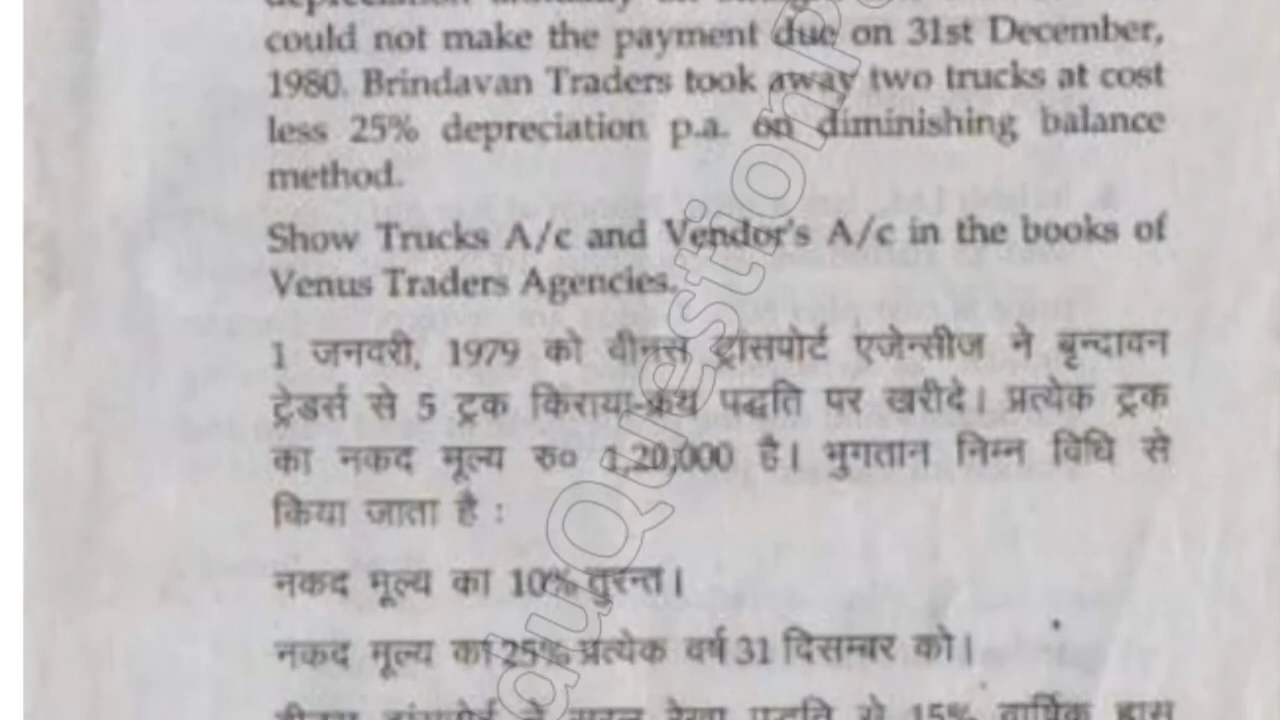 could not make the payment due on 31st December,
1980. Brindavan Traders took away two trucks at cost
less 25% depreciation p.a. on diminishing balance
method.
Show Trucks A/c and Vendor's A/c in the books of
Venus Traders Agencies.
1 जनवरी, 1979 को वीनस ट्रांसपोर्ट एजेन्सीज ने बृन्दावन
ट्रेडर्स से 5 ट्रक किराया-क्रय पद्धति पर खरीदे। प्रत्येक ट्रक
का नकद मूल्य रु० 1,20,000 है। भुगतान निम्न विधि से
किया जाता है :
नकद मूल्य का 10% तुरन्त।
नकद मूल्य का 25% प्रत्येक वर्ष 31 दिसम्बर को।
15% वार्षिक